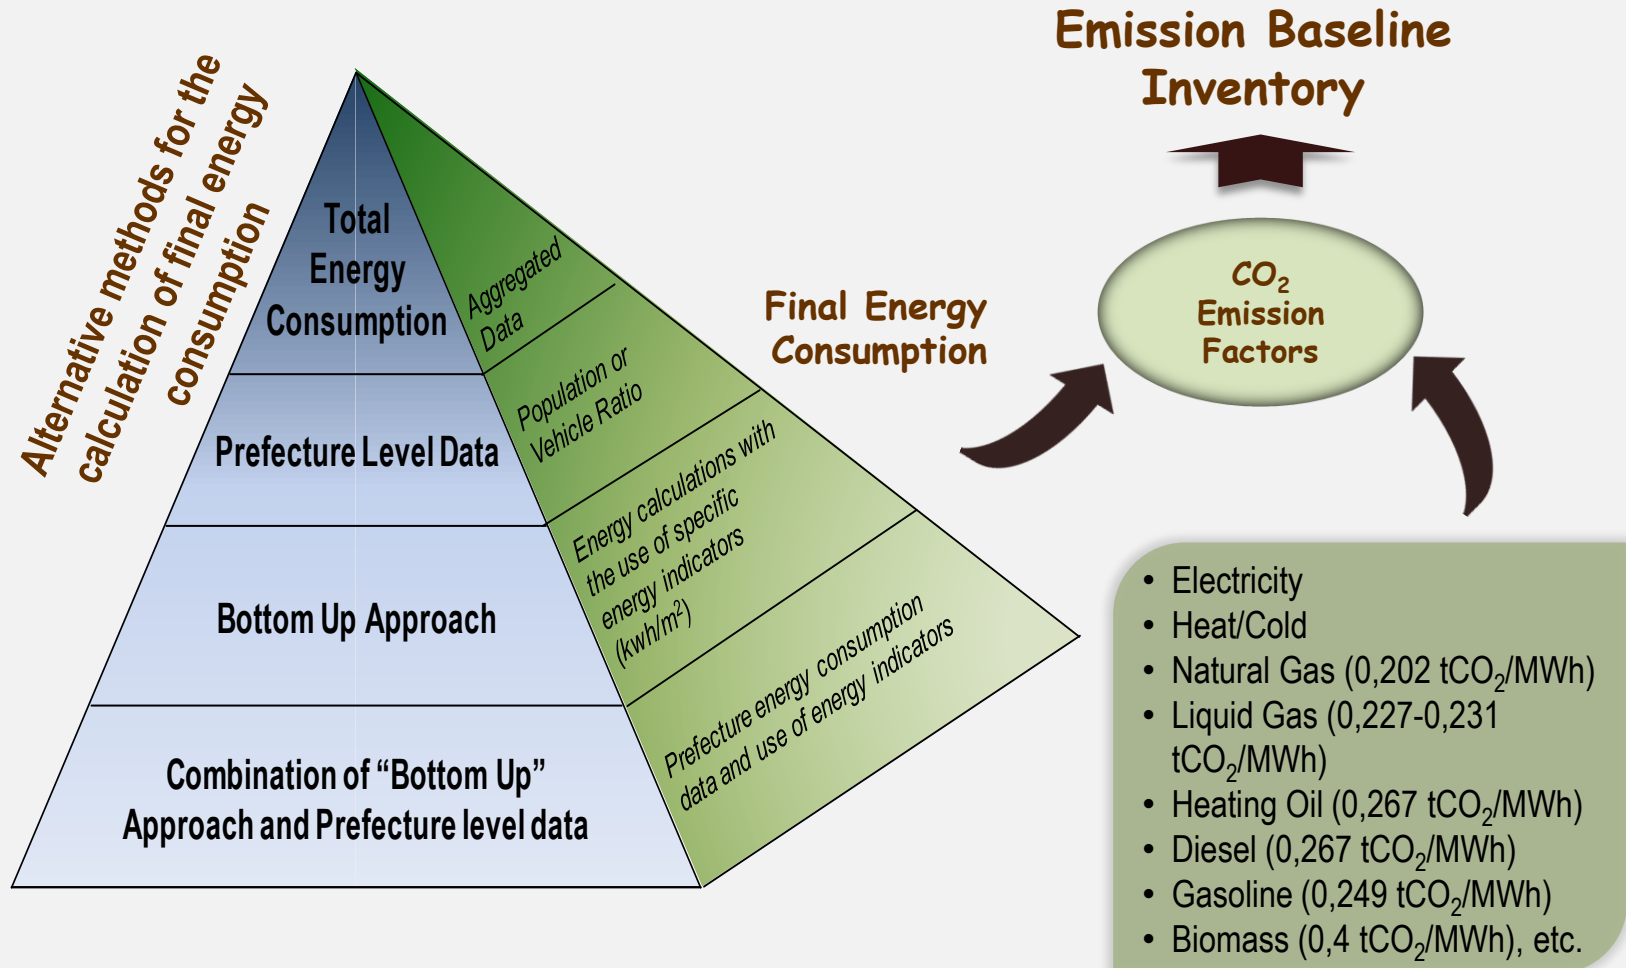 Alternative methods for the
calculation of final energy
consumption
Total
Energy
Consumption
Prefecture Level Data
Bottom Up Approach
Combination of “Bottom Up”
Approach and Prefecture level data
Aggregated
Data
Population or
Vehicle Ratio
Energy calculations with
the use of specific
energy indicators
(kwh/m²)
Prefecture energy consumption
data and use of energy indicators
Final Energy
Consumption
Emission Baseline
Inventory
CO₂
Emission
Factors
• Electricity
• Heat/Cold
• Natural Gas (0,202 tCO₂/MWh)
• Liquid Gas (0,227-0,231
tCO₂/MWh)
• Heating Oil (0,267 tCO₂/MWh)
• Diesel (0,267 tCO₂/MWh)
• Gasoline (0,249 tCO₂/MWh)
• Biomass (0,4 tCO₂/MWh), etc.